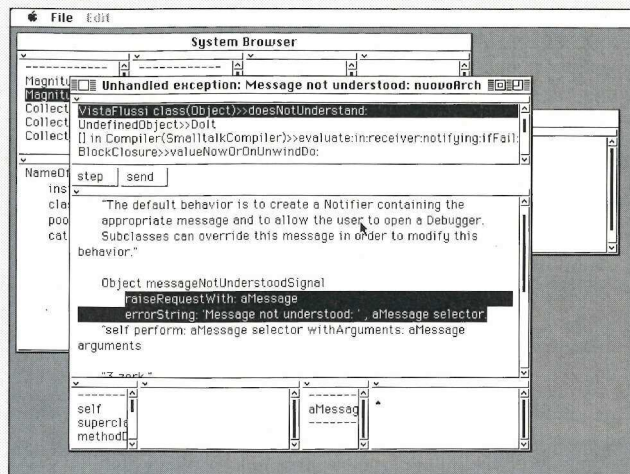 File Edit
System Browser
Unhandled exception: Message not understood: nuovoArch
VistaFlussi class(Object)>>doesNotUnderstand:
UndefinedObject>>DoIt
[] in Compiler(SmalltalkCompiler)>>evaluate:in:receiver:notifying:ifFail:
BlockClosure>>valueNowOrOnUnwindDo:
Magnitu
Magnitu
Collect
Collect
Collect
step send
"The default behavior is to create a Notifier containing the
appropriate message and to allow the user to open a Debugger.
Subclasses can override this message in order to modify this
behavior."
Object messageNotUnderstoodSignal
raiseRequestWith: aMessage
errorString: 'Message not understood: ' , aMessage selector.
"self perform: aMessage selector withArguments: aMessage
arguments
"3 zork."
NameOf
ins
cla
poo
cat
self
supercla
methodD
aMessag